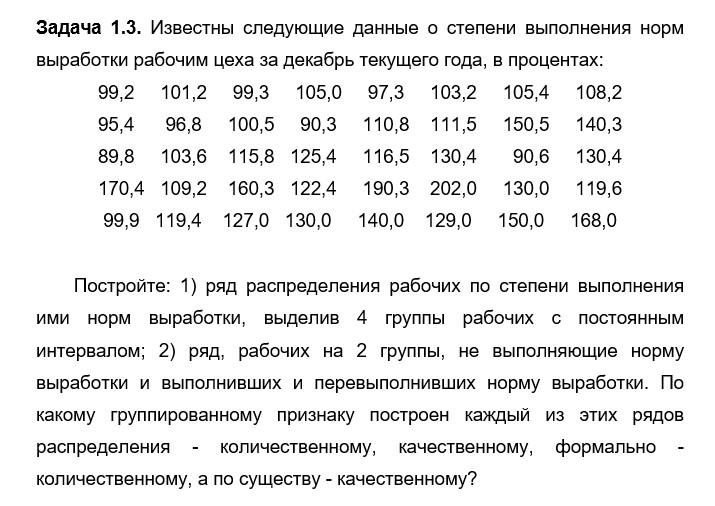 Задача 1.3. Известны следующие данные о степени выполнения норм
выработки рабочим цеха за декабрь текущего года, в процентах:
99,2 101,2 99,3 105,0 97,3 103,2 105,4 108,2
95,4 96,8 100,5 90,3 110,8 111,5 150,5 140,3
89,8 103,6 115,8 125,4 116,5 130,4 90,6 130,4
170,4 109,2 160,3 122,4 190,3 202,0 130,0 119,6
99,9 119,4 127,0 130,0 140,0 129,0 150,0 168,0
Постройте: 1) ряд распределения рабочих по степени выполнения
ими норм выработки, выделив 4 группы рабочих с постоянным
интервалом; 2) ряд, рабочих на 2 группы, не выполняющие норму
выработки и выполнивших и перевыполнивших норму выработки. По
какому группированному признаку построен каждый из этих рядов
распределения - количественному, качественному, формально -
количественному, а по существу - качественному?